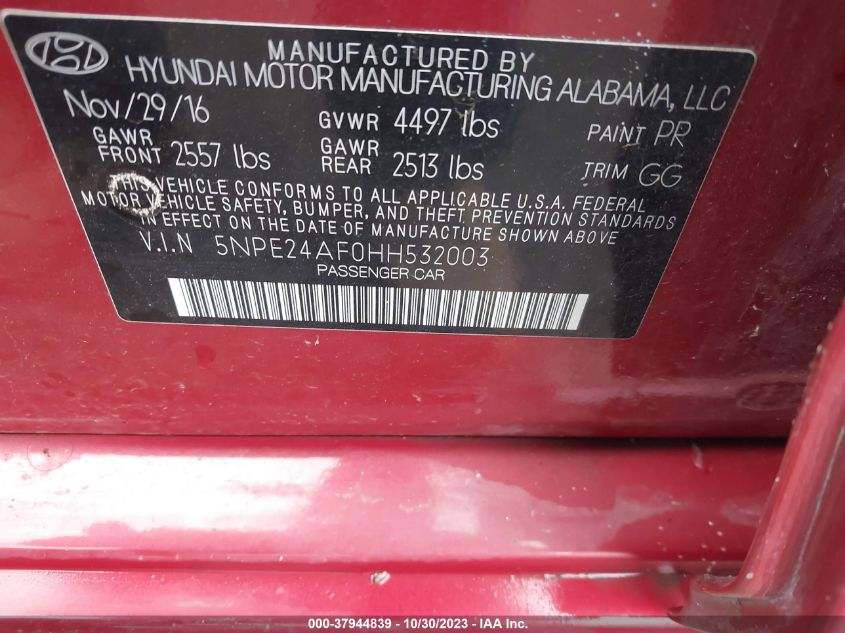 MANUFACTURED BY
HYUNDAI MOTOR MANUFACTURING ALABAMA, LLC
Nov/29/16 GVWR 4497 lbs PAINT PR
GAWR FRONT 2557 lbs GAWR REAR 2513 lbs TRIM GG
THIS VEHICLE CONFORMS TO ALL APPLICABLE U.S.A. FEDERAL
MOTOR VEHICLE SAFETY, BUMPER, AND THEFT PREVENTION STANDARDS
IN EFFECT ON THE DATE OF MANUFACTURE SHOWN ABOVE.
V.I.N 5NPE24AF0HH532003
PASSENGER CAR
000-37944839 - 10/30/2023 - IAA Inc.